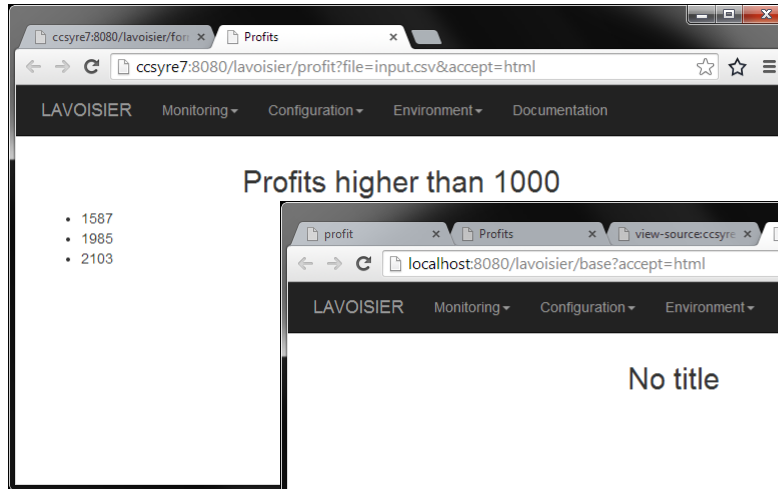 ccsyre7:8080/lavoisier/forr
Profits
ccsyre7:8080/lavoisier/profit?file=input.csv&accept=html
LAVOISIER Monitoring Configuration Environment Documentation
Profits higher than 1000
1587
1985
2103
profit
Profits
view-source:ccsyre
localhost:8080/lavoisier/base?accept=html
LAVOISIER Monitoring Configuration Environment
No title